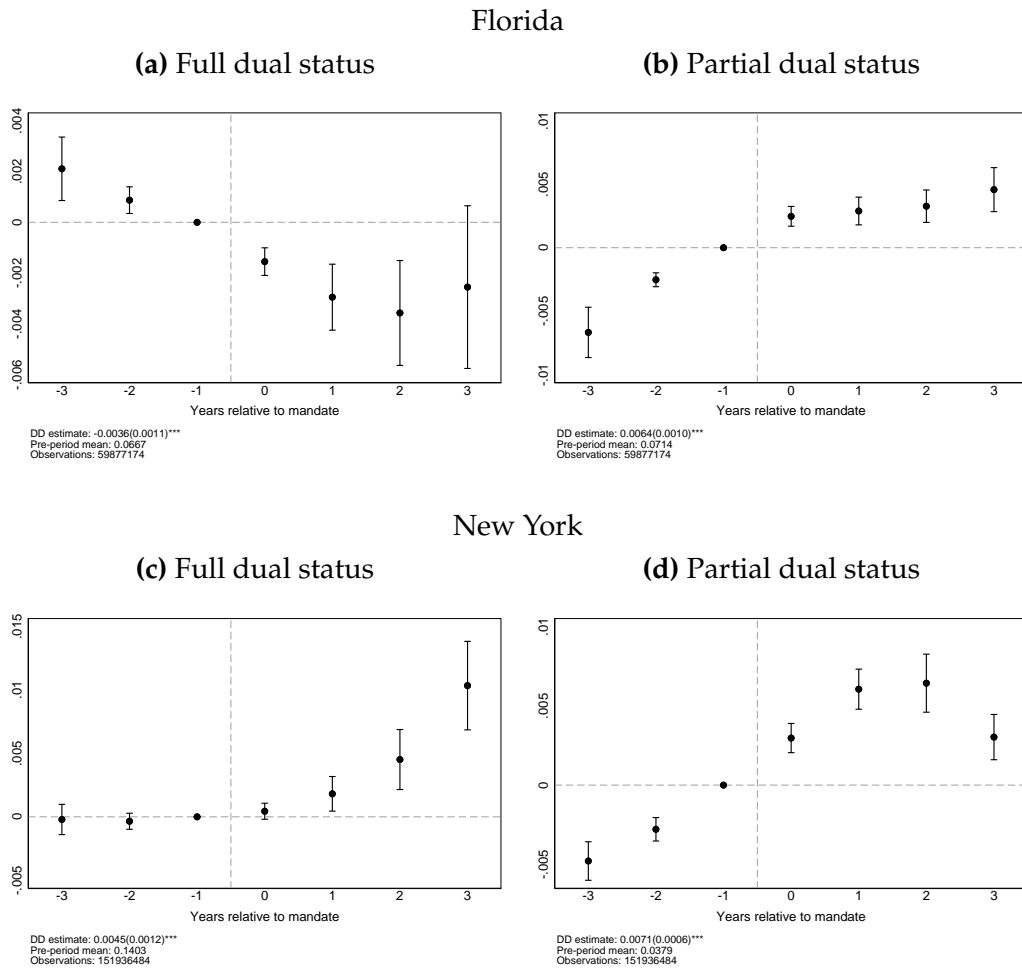 Florida
(a) Full dual status
(b) Partial dual status
.004
.002
0
-.002
-.004
-.006
-3 -2 -1 0 1 2 3
Years relative to mandate
DD estimate: -0.0036(0.0011)***
Pre-period mean: 0.0667
Observations: 59877174
.01
.005
0
-.005
-.01
-3 -2 -1 0 1 2 3
Years relative to mandate
DD estimate: 0.0064(0.0010)***
Pre-period mean: 0.0714
Observations: 59877174
New York
(c) Full dual status
(d) Partial dual status
.015
.01
.005
0
-.005
-3 -2 -1 0 1 2 3
Years relative to mandate
DD estimate: 0.0045(0.0012)***
Pre-period mean: 0.1403
Observations: 151936484
.01
.005
0
-.005
-3 -2 -1 0 1 2 3
Years relative to mandate
DD estimate: 0.0071(0.0006)***
Pre-period mean: 0.0379
Observations: 151936484